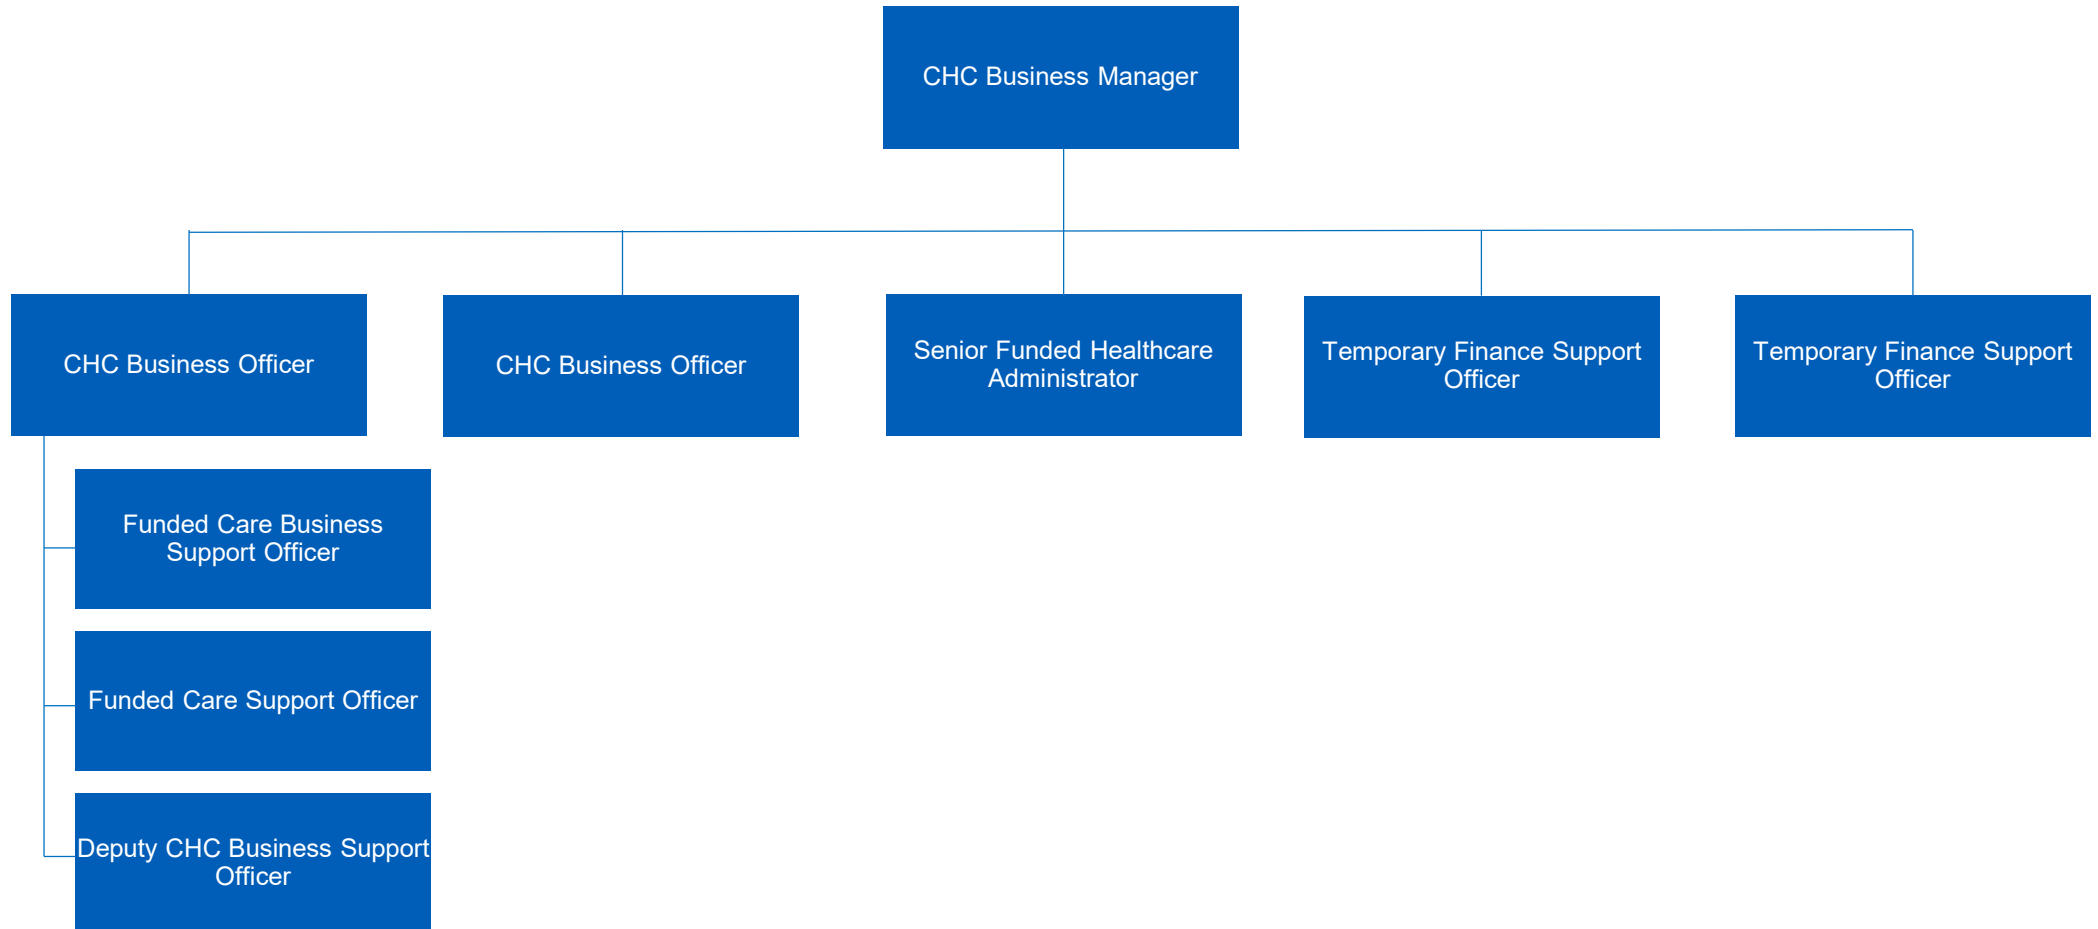 CHC Business Manager
CHC Business Officer
CHC Business Officer
Senior Funded Healthcare
Administrator
Temporary Finance Support
Officer
Temporary Finance Support
Officer
Funded Care Business
Support Officer
Funded Care Support Officer
Deputy CHC Business Support
Officer